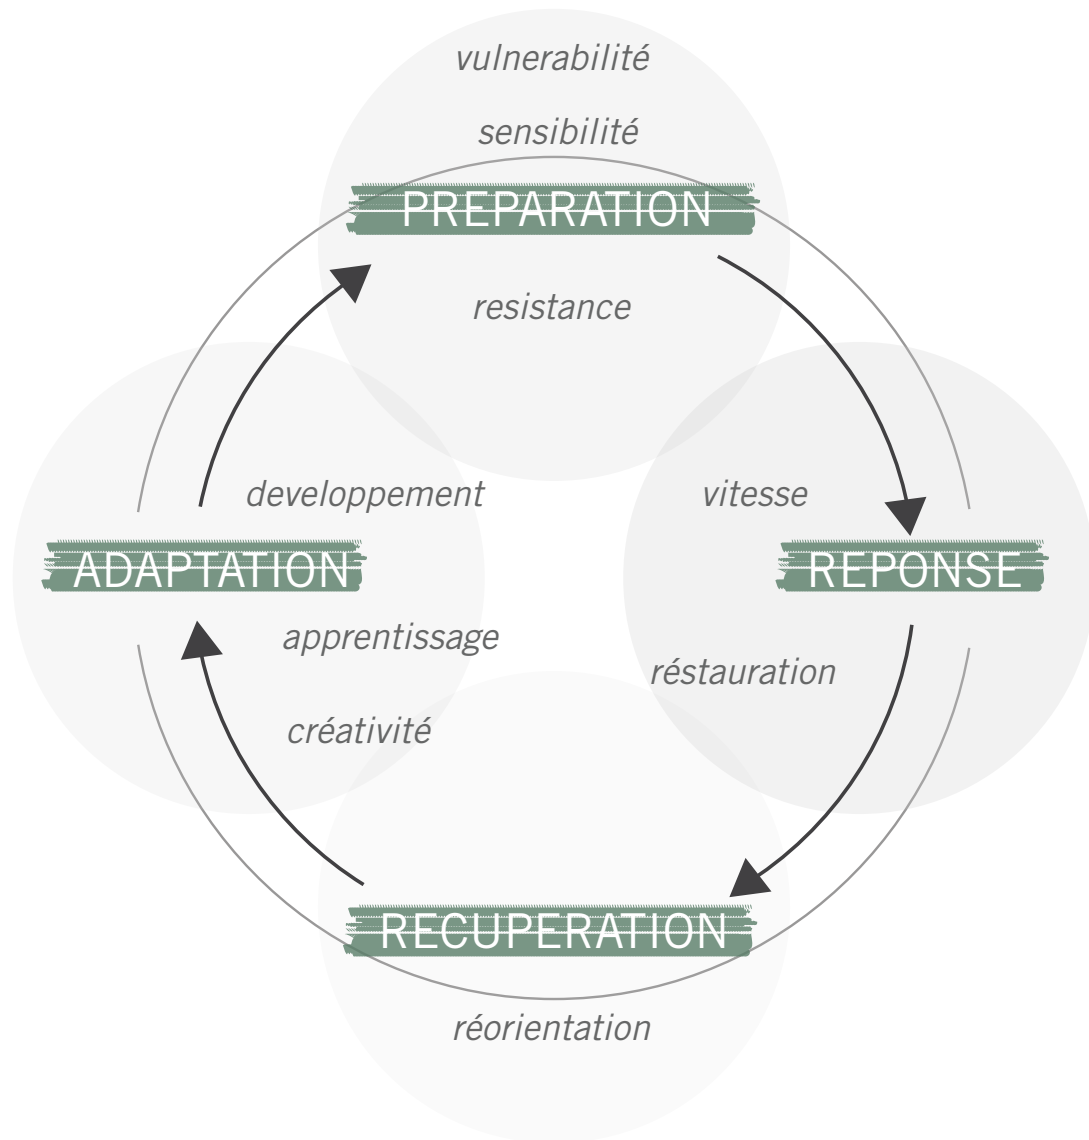 vulnerabilité
sensibilité
PREPARATION
resistance
developpement
vitesse
ADAPTATION
REPONSE
apprentissage
réstauration
créativité
RECUPERATION
réorientation